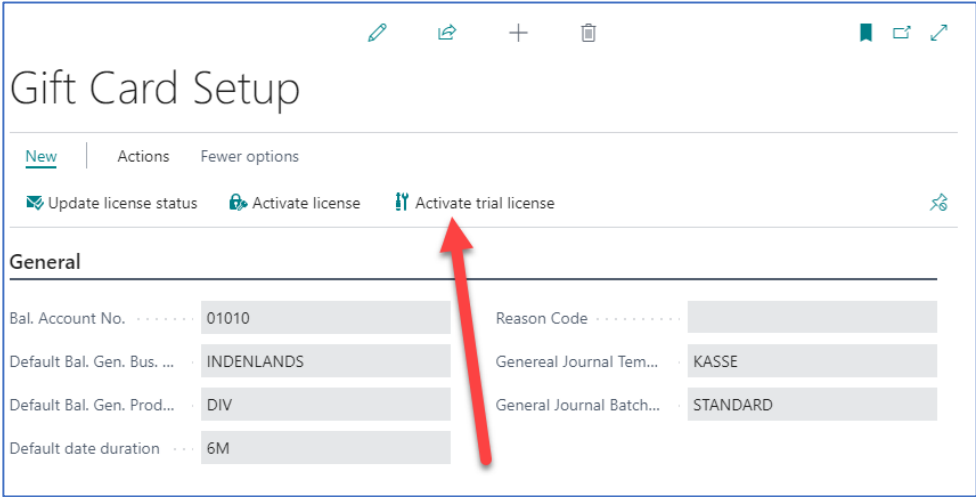 Gift Card Setup
New Actions Fewer options
Update license status Activate license Activate trial license
General
Bal. Account No. 01010 Reason Code
Default Bal. Gen. Bus. ... INDENLANDS Genereal Journal Tem... KASSE
Default Bal. Gen. Prod... DIV General Journal Batch... STANDARD
Default date duration 6M